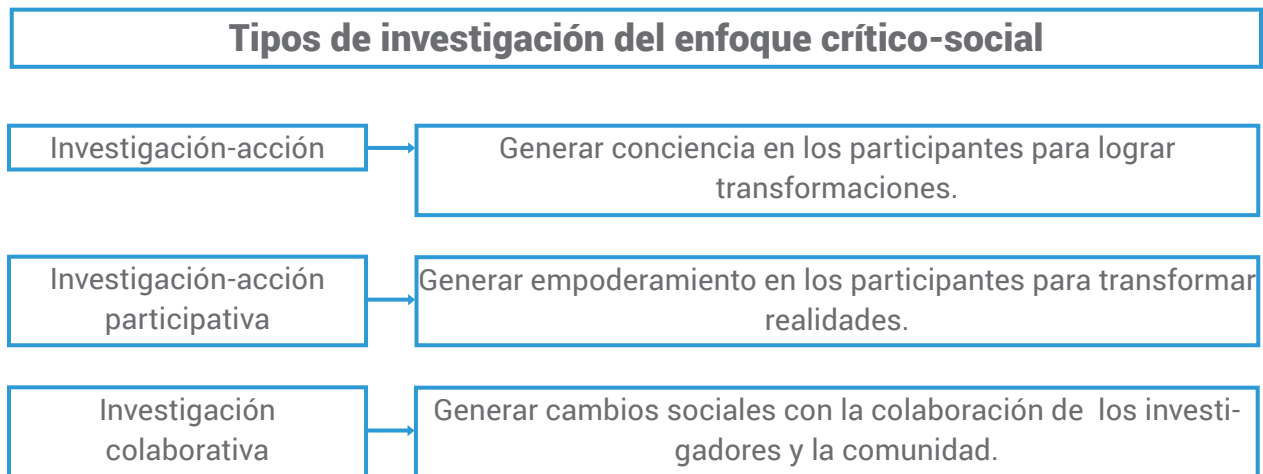 Tipos de investigación del enfoque crítico-social
Investigación-acción
Generar conciencia en los participantes para lograr
transformaciones.
Investigación-acción
participativa
Generar empoderamiento en los participantes para transformar
realidades.
Investigación
colaborativa
Generar cambios sociales con la colaboración de los investi-
gadores y la comunidad.